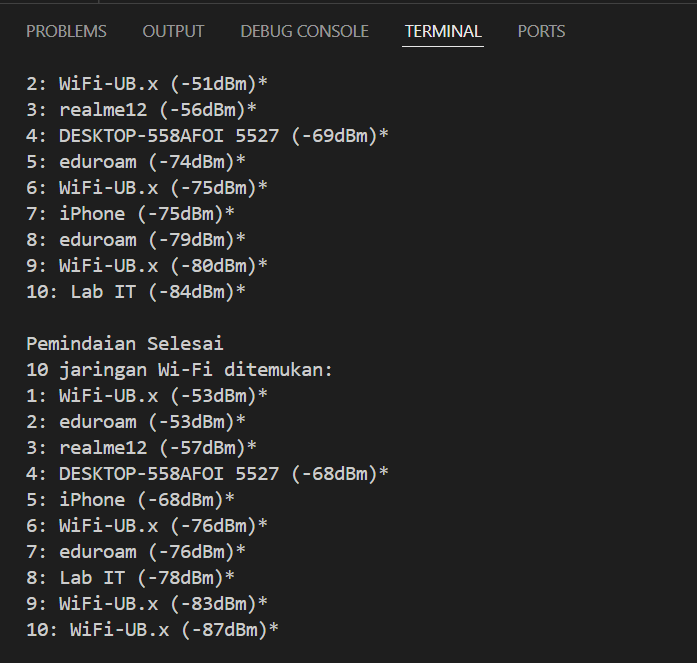 PROBLEMS OUTPUT DEBUG CONSOLE TERMINAL PORTS
2: WiFi-UB.x (-51dBm)*
3: realme12 (-56dBm)*
4: DESKTOP-558AFOI 5527 (-69dBm)*
5: eduroam (-74dBm)*
6: WiFi-UB.x (-75dBm)*
7: iPhone (-75dBm)*
8: eduroam (-79dBm)*
9: WiFi-UB.x (-80dBm)*
10: Lab IT (-84dBm)*
Pemindaian Selesai
10 jaringan Wi-Fi ditemukan:
1: WiFi-UB.x (-53dBm)*
2: eduroam (-53dBm)*
3: realme12 (-57dBm)*
4: DESKTOP-558AFOI 5527 (-68dBm)*
5: iPhone (-68dBm)*
6: WiFi-UB.x (-76dBm)*
7: eduroam (-76dBm)*
8: Lab IT (-78dBm)*
9: WiFi-UB.x (-83dBm)*
10: WiFi-UB.x (-87dBm)*